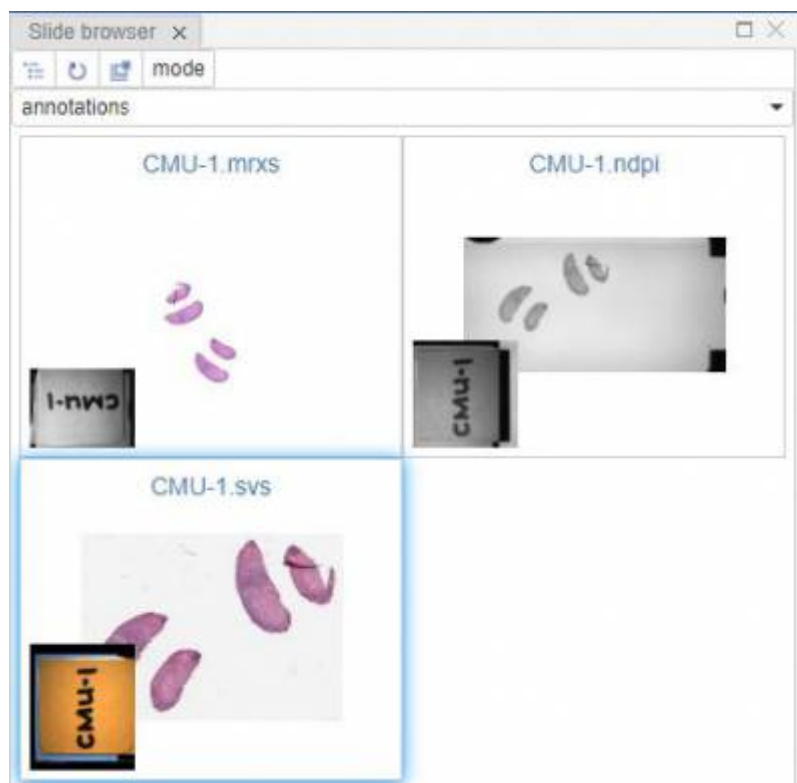 Slide browser x
mode
annotations
CMU-1.mrxs
CMU-1
CMU-1.ndpi
CMU-1
CMU-1.svs
CMU-1